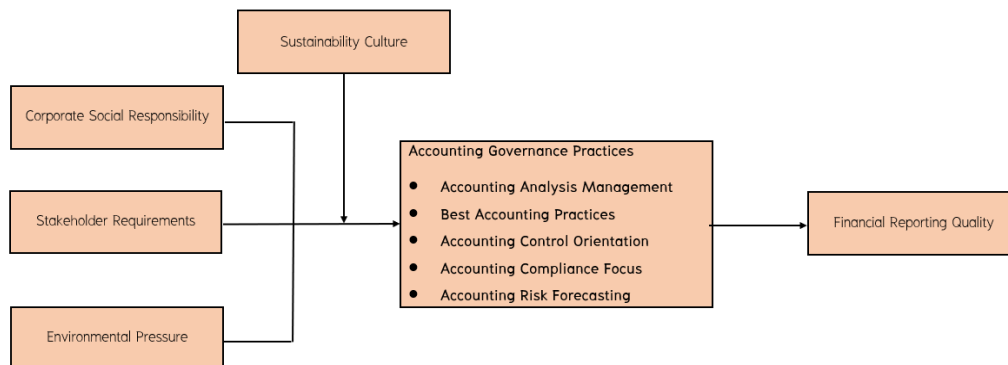 Sustainability Culture
Corporate Social Responsibility
Stakeholder Requirements
Environmental Pressure
Accounting Governance Practices
● Accounting Analysis Management
● Best Accounting Practices
● Accounting Control Orientation
● Accounting Compliance Focus
● Accounting Risk Forecasting
Financial Reporting Quality